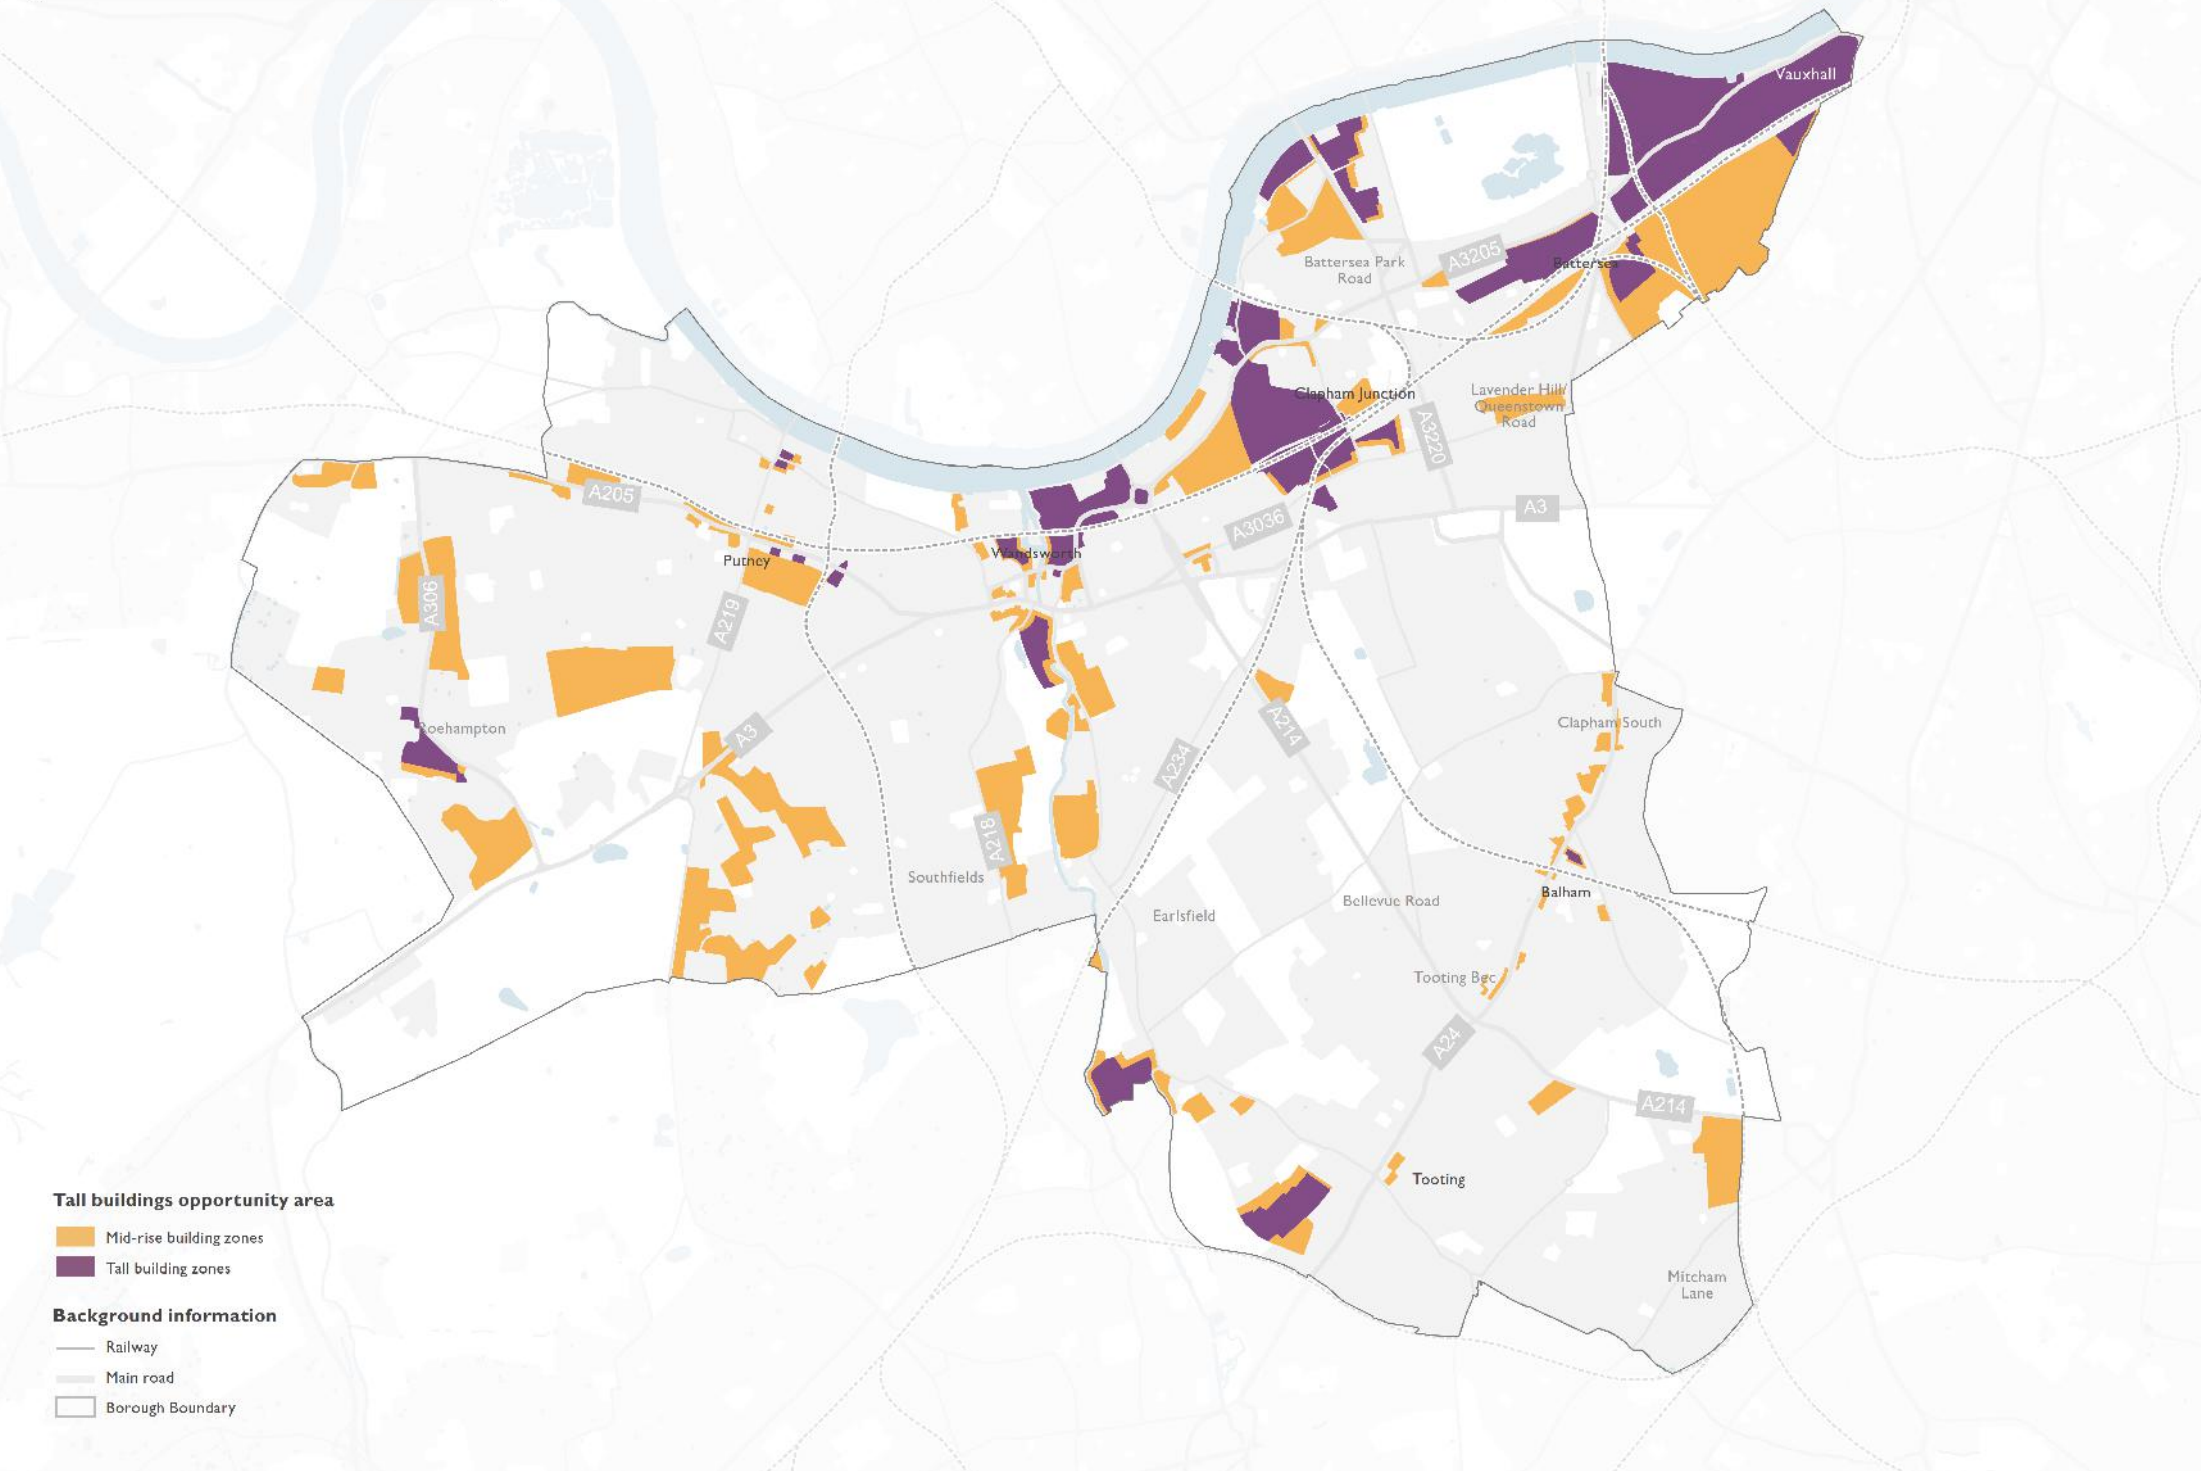 Vauxhall
Battersea Park
Road
A3205
Battersea
Clapham Junction
Lavender Hill/
Queenstown
Road
A3220
A205
A3
A3036
Putney
Wandsworth
A306
A219
Roehampton
A3
A214
Clapham South
A234
A218
Southfields
Earlsfield
Bellevue Road
Balham
Tooting Bec
A24
A214
Tooting
Mitcham
Lane
Tall buildings opportunity area
Mid-rise building zones
Tall building zones
Background information
Railway
Main road
Borough Boundary